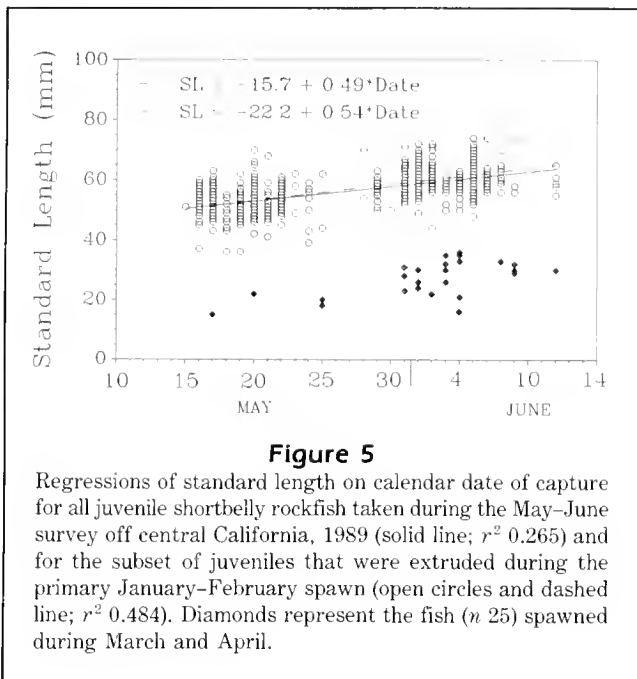 100
80
60
40
20
0
Standard Length (mm)
- SL - 15.7 + 0 49*Date
- SL - -22 2 + 0 54*Date
10 15 20 25 30 4 10 14
MAY JUNE
Figure 5
Regressions of standard length on calendar date of capture
for all juvenile shortbelly rockfish taken during the May–June
survey off central California, 1989 (solid line; r² 0.265) and
for the subset of juveniles that were extruded during the
primary January–February spawn (open circles and dashed
line; r² 0.484). Diamonds represent the fish (n 25) spawned
during March and April.